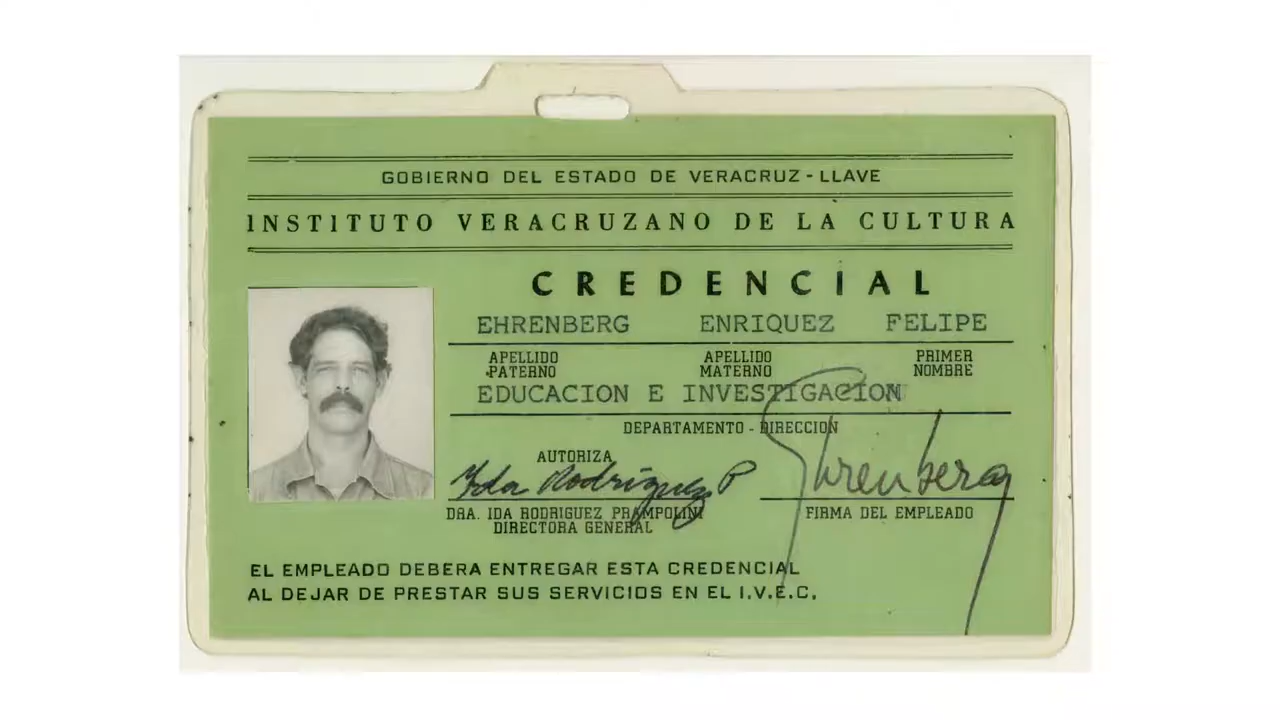 GOBIERNO DEL ESTADO DE VERACRUZ - LLAVE
INSTITUTO VERACRUZANO DE LA CULTURA
CREDENCIAL
EHRENBERG ENRIQUEZ FELIPE
APELLIDO PATERNO APELLIDO MATERNO PRIMER NOMBRE
EDUCACION E INVESTIGACION
DEPARTAMENTO - DIRECCION
AUTORIZA
Ida Rodríguez P Ehrenberg
DRA. IDA RODRIGUEZ PRAMPOLINI FIRMA DEL EMPLEADO
DIRECTORA GENERAL
EL EMPLEADO DEBERA ENTREGAR ESTA CREDENCIAL
AL DEJAR DE PRESTAR SUS SERVICIOS EN EL I.V.E.C.